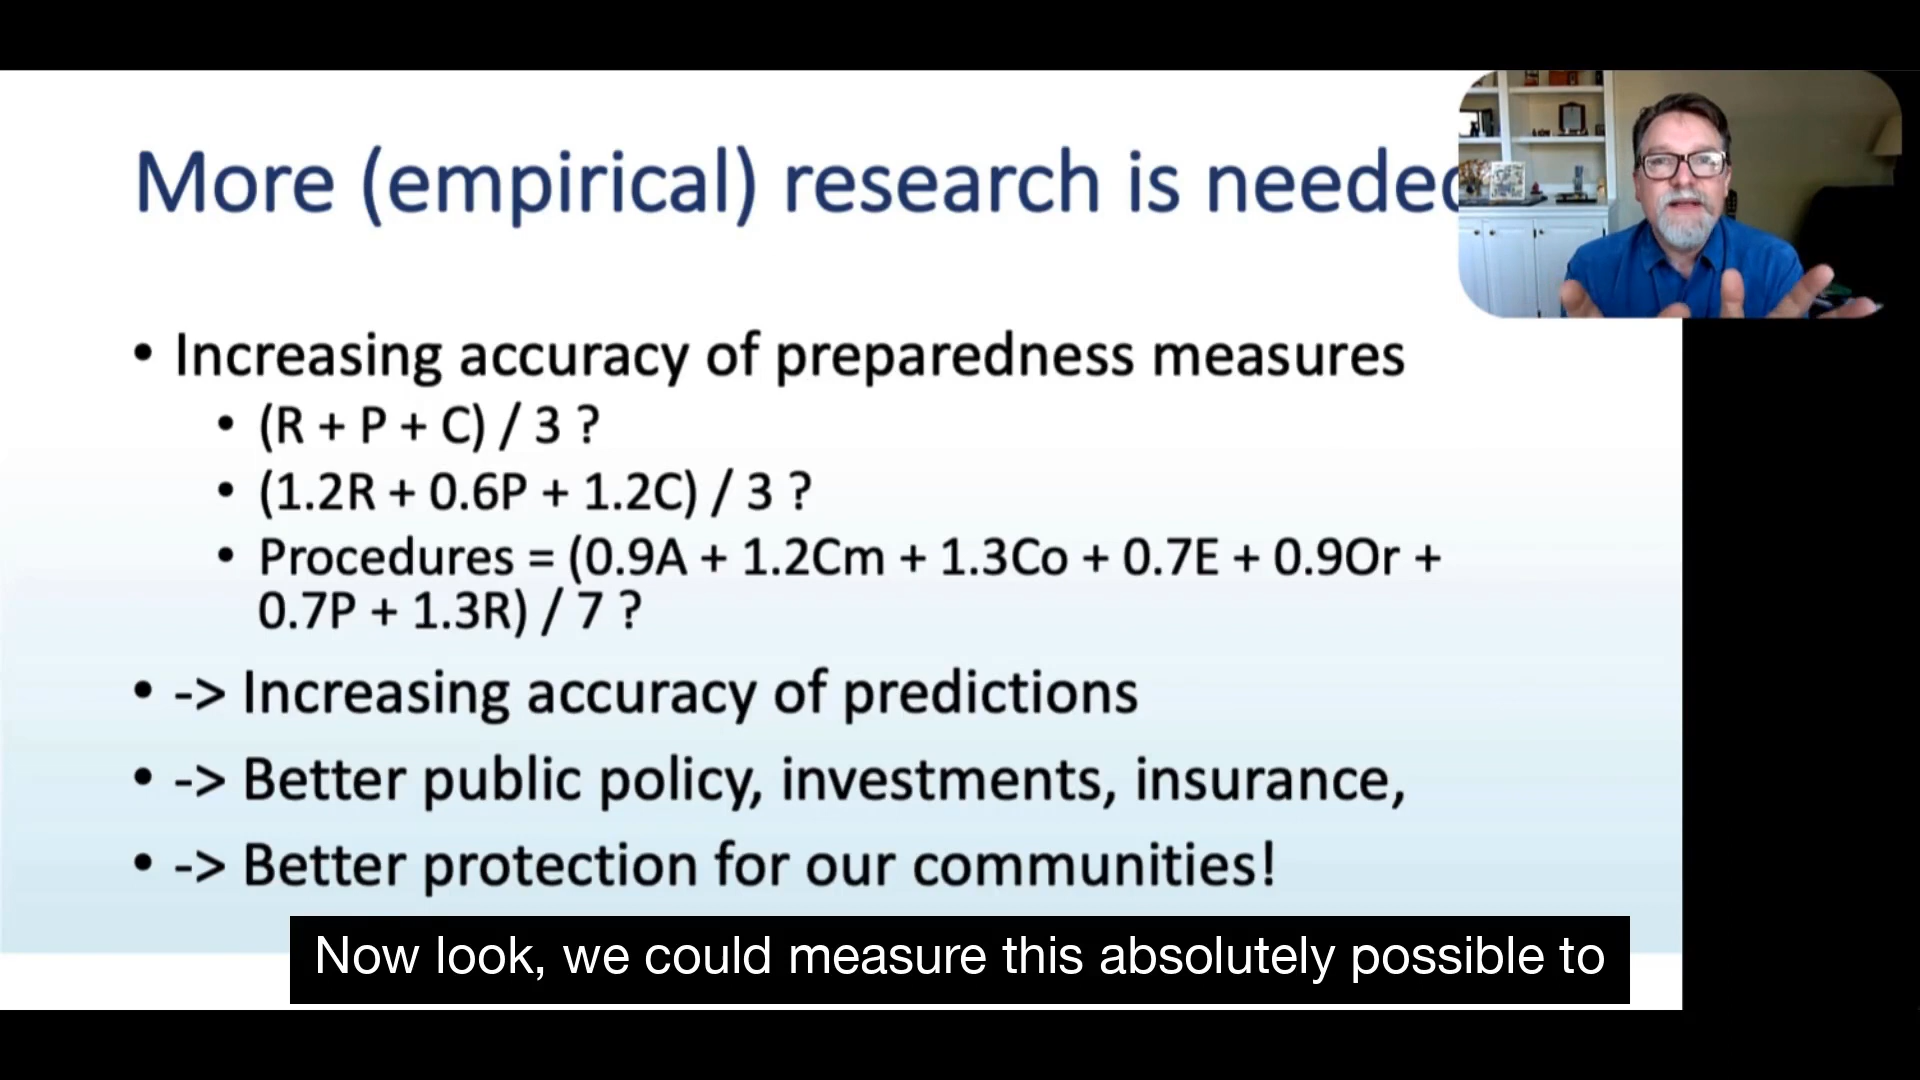 More (empirical) research is needed
• Increasing accuracy of preparedness measures
• (R + P + C) / 3 ?
• (1.2R + 0.6P + 1.2C) / 3 ?
• Procedures = (0.9A + 1.2Cm + 1.3Co + 0.7E + 0.9Or +
0.7P + 1.3R) / 7 ?
• -> Increasing accuracy of predictions
• -> Better public policy, investments, insurance,
• -> Better protection for our communities!
Now look, we could measure this absolutely possible to